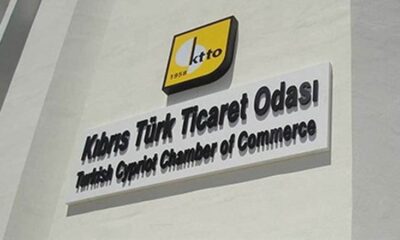 ktto
1958
Kıbrıs Türk Ticaret Odası
Turkish Cypriot Chamber of Commerce